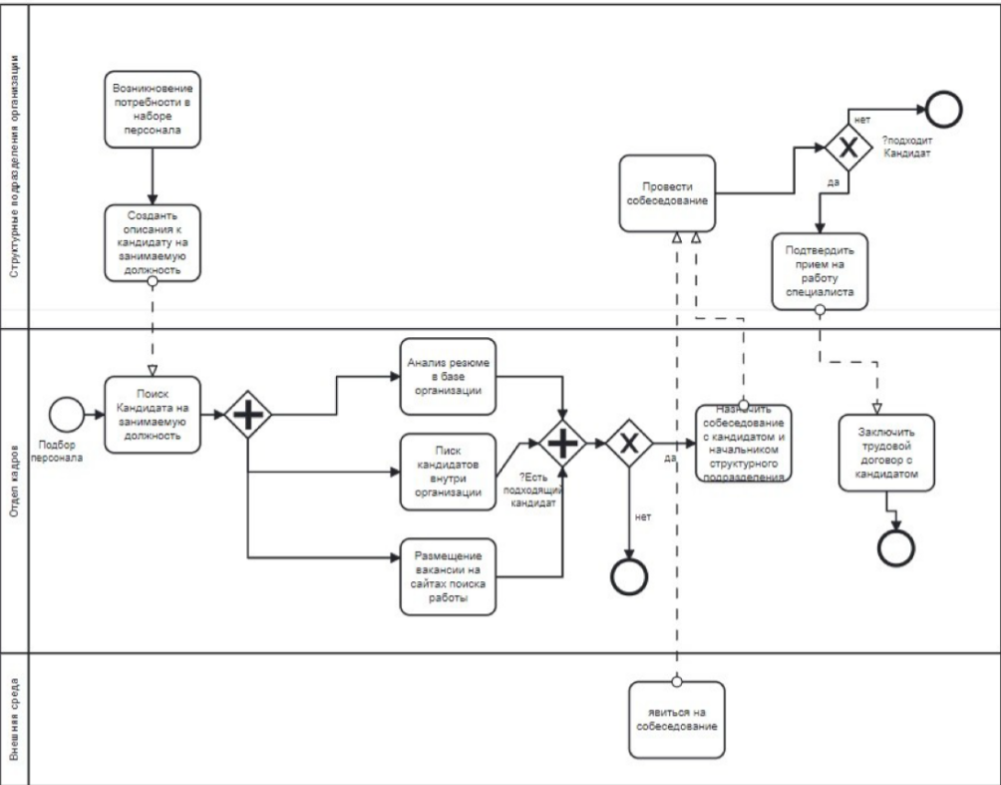 Структурные подразделения организации
Возникновение
потребности в
наборе
персонала
Созданть
описания к
кандидату на
занимаемую
должность
Провести
собеседование
нет
?подходит
Кандидат
да
Подтвердить
прием на
работу
специалиста
Отдел кадров
Подбор
персонала
Поиск
Кандидата на
занимаемую
должность
Анализ резюме
в базе
организации
Писк
кандидатов
внутри
организации
Размещение
вакансии на
сайтах поиска
работы
?Есть
подходящий
кандидат
да
нет
Назначить
собеседование
с кандидатом и
начальником
структурного
подразделения
Заключить
трудовой
договор с
кандидатом
Внешняя среда
явиться на
собеседование